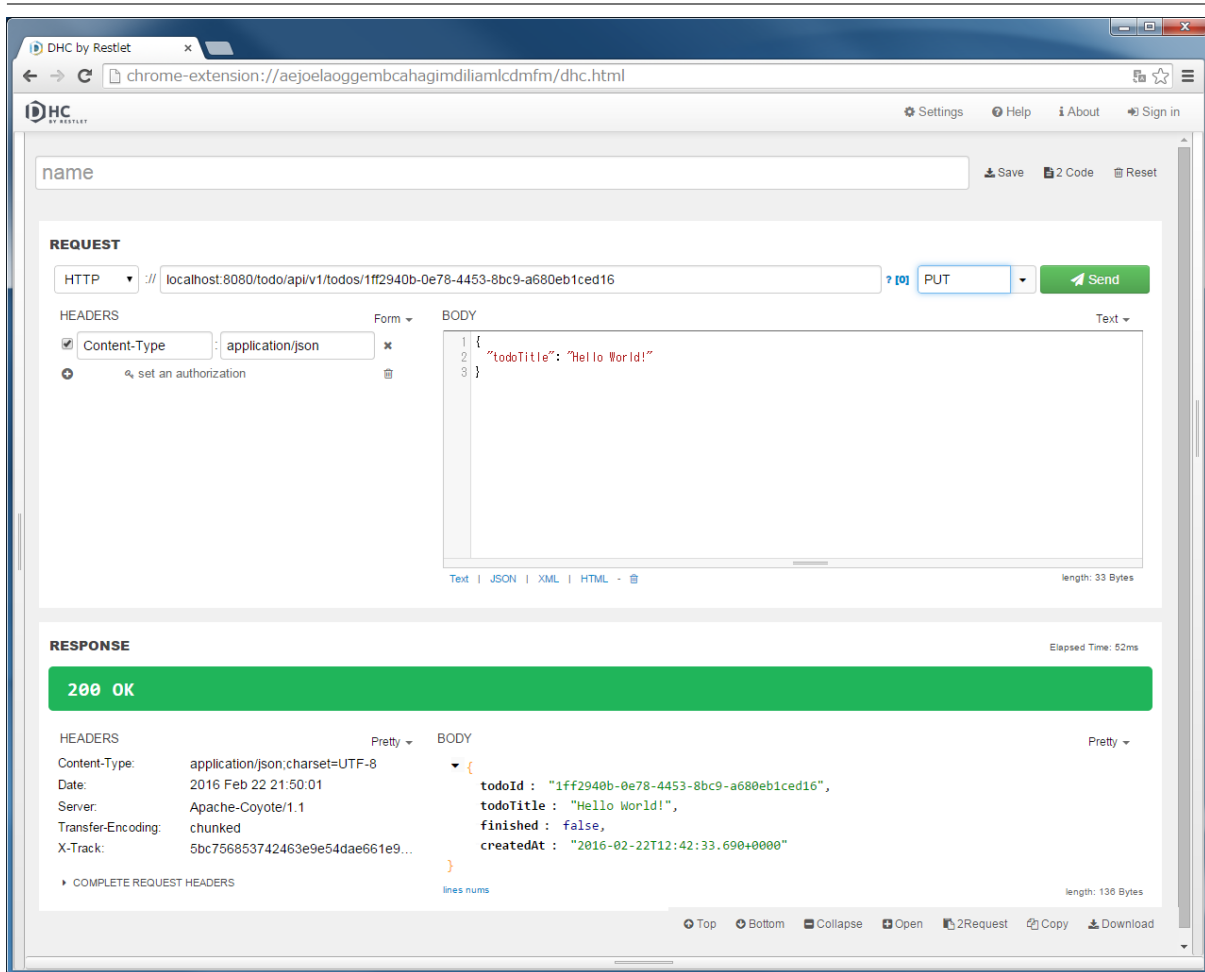 DHC by Restlet
chrome-extension://aejoelaoggembcahagimdiliamlcdmfm/dhc.html
DHC
BY RESTLET
Settings Help About Sign in
name
Save 2 Code Reset
REQUEST
HTTP :// localhost:8080/todo/api/v1/todos/1ff2940b-0e78-4453-8bc9-a680eb1ced16 ? [0] PUT Send
HEADERS Form BODY Text
Content-Type : application/json
set an authorization
1 {
2 "todoTitle": "Hello World!"
3 }
Text | JSON | XML | HTML - length: 33 Bytes
RESPONSE Elapsed Time: 52ms
200 OK
HEADERS Pretty BODY Pretty
Content-Type: application/json;charset=UTF-8
Date: 2016 Feb 22 21:50:01
Server: Apache-Coyote/1.1
Transfer-Encoding: chunked
X-Track: 5bc756853742463e9e54dae661e9...
COMPLETE REQUEST HEADERS
{
todoId : "1ff2940b-0e78-4453-8bc9-a680eb1ced16",
todoTitle : "Hello World!",
finished : false,
createdAt : "2016-02-22T12:42:33.690+0000"
}
lines nums length: 136 Bytes
Top Bottom Collapse Open 2Request Copy Download